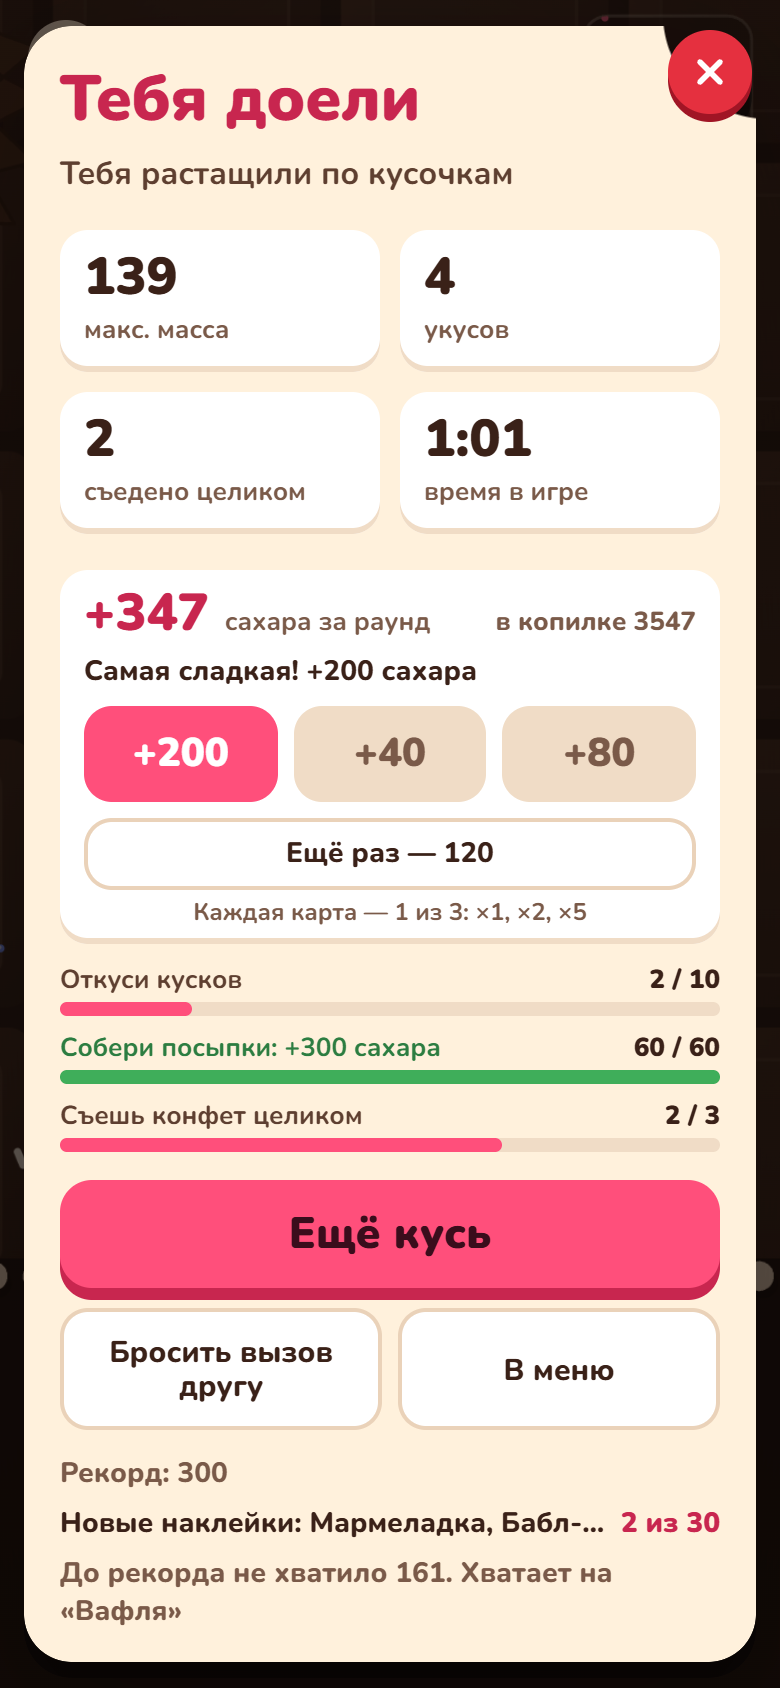 Тебя доели
Тебя растащили по кусочкам
139
макс. масса
4
укусов
2
съедено целиком
1:01
время в игре
+347 сахара за раунд
в копилке 3547
Самая сладкая! +200 сахара
+200
+40
+80
Ещё раз — 120
Каждая карта — 1 из 3: ×1, ×2, ×5
Откуси кусков 2 / 10
Собери посыпки: +300 сахара 60 / 60
Съешь конфет целиком 2 / 3
Ещё кусь
Бросить вызов
другу
В меню
Рекорд: 300
Новые наклейки: Мармеладка, Бабл-... 2 из 30
До рекорда не хватило 161. Хватает на
«Вафля»